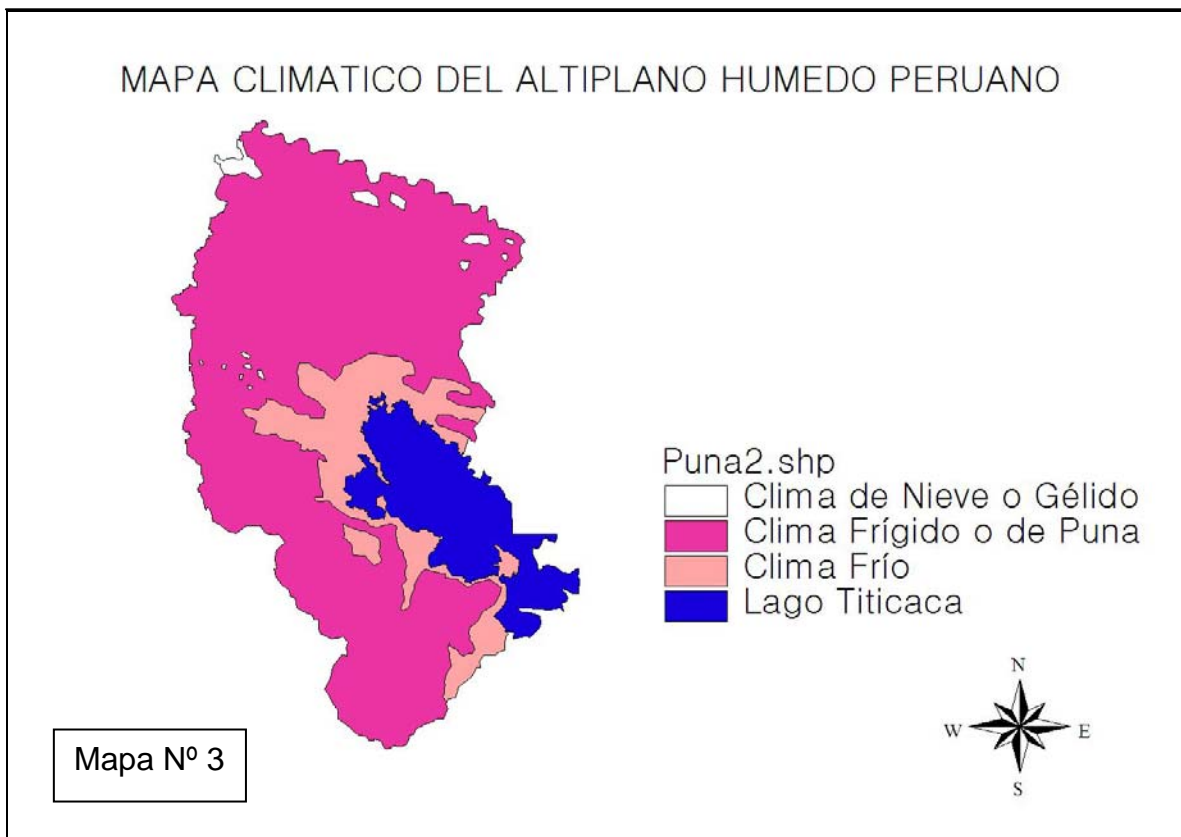 MAPA CLIMATICO DEL ALTIPLANO HUMEDO PERUANO
Puna2.shp
Clima de Nieve o Gélido
Clima Frígido o de Puna
Clima Frío
Lago Titicaca
N
W E
S
Mapa Nº 3